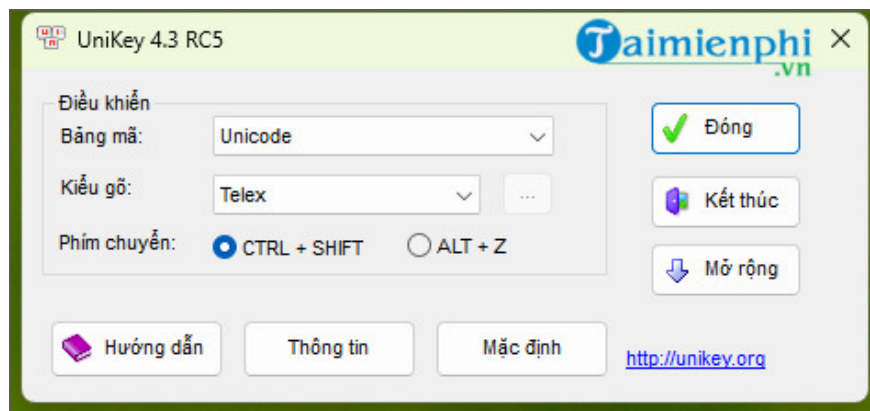 UniKey 4.3 RC5
Taimienphi
.vn
Điều khiển
Bảng mã: Unicode
Đóng
Kiểu gõ: Telex ...
Kết thúc
Phím chuyển: CTRL + SHIFT ALT + Z
Mở rộng
Hướng dẫn Thông tin Mặc định
http://unikey.org